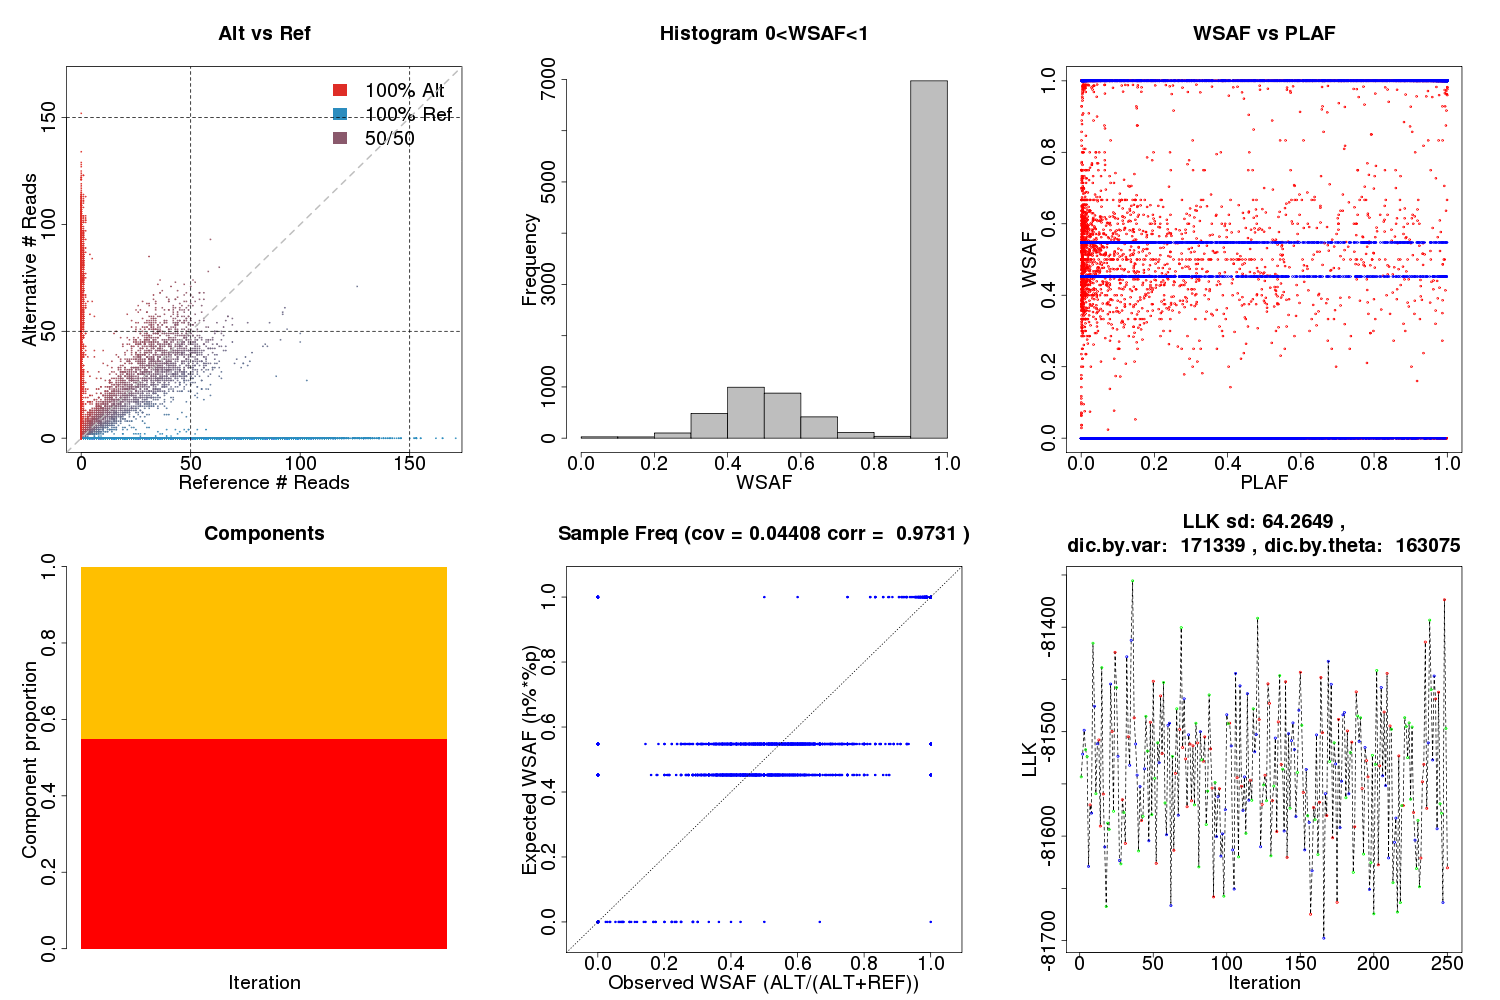 Alt vs Ref
100% Alt
100% Ref
50/50
Alternative # Reads
0 50 100 150
0 50 100 150
Reference # Reads
Histogram 0<WSAF<1
Frequency
0 1000 3000 5000 7000
0.0 0.2 0.4 0.6 0.8 1.0
WSAF
WSAF vs PLAF
WSAF
0.0 0.2 0.4 0.6 0.8 1.0
0.0 0.2 0.4 0.6 0.8 1.0
PLAF
Components
Component proportion
0.0 0.2 0.4 0.6 0.8 1.0
Iteration
Sample Freq (cov = 0.04408 corr = 0.9731 )
Expected WSAF (h%*%p)
0.0 0.2 0.4 0.6 0.8 1.0
0.0 0.2 0.4 0.6 0.8 1.0
Observed WSAF (ALT/(ALT+REF))
LLK sd: 64.2649 ,
dic.by.var: 171339 , dic.by.theta: 163075
LLK
-81700 -81600 -81500 -81400
0 50 100 150 200 250
Iteration